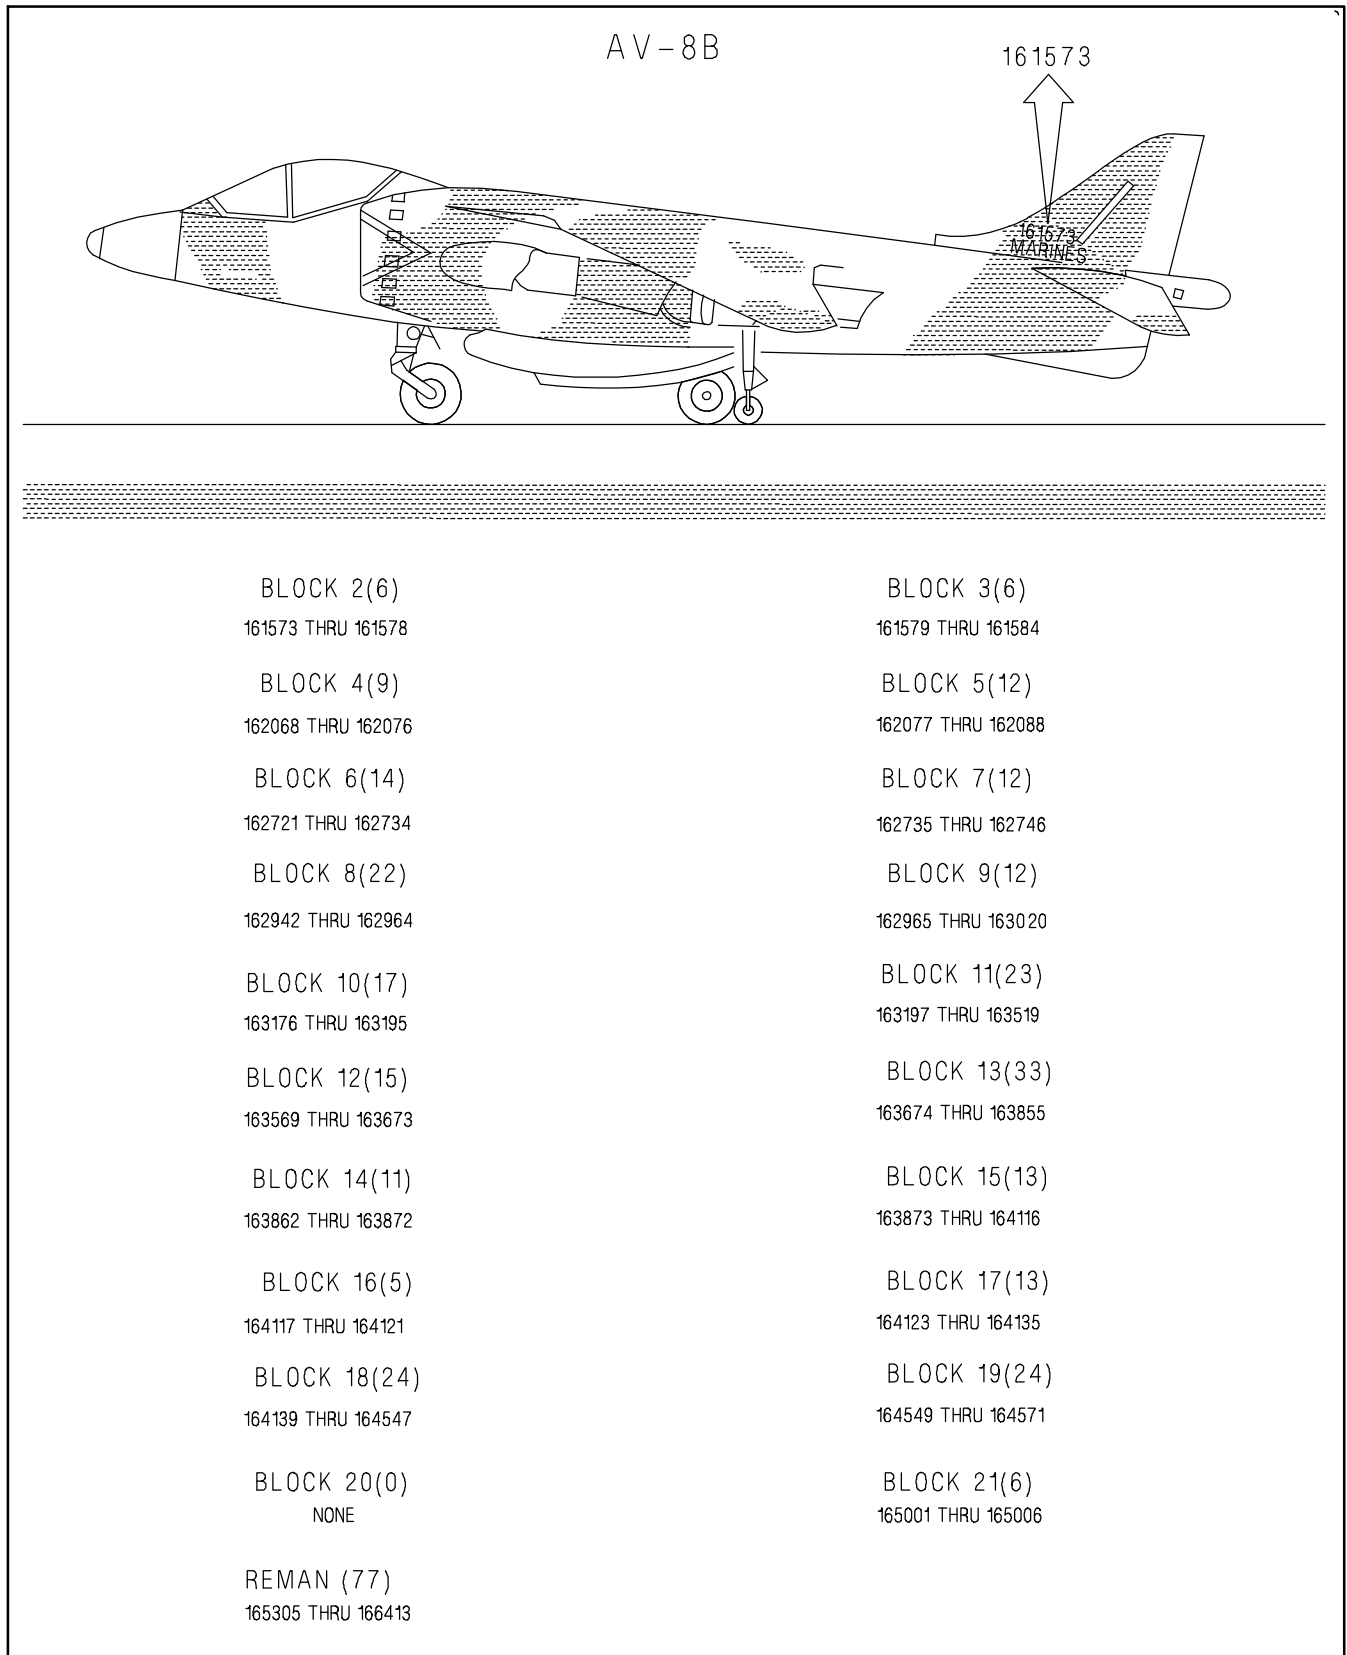 AV-8B
161573
161573
MARINES
BLOCK 2(6)
161573 THRU 161578
BLOCK 3(6)
161579 THRU 161584
BLOCK 4(9)
162068 THRU 162076
BLOCK 5(12)
162077 THRU 162088
BLOCK 6(14)
162721 THRU 162734
BLOCK 7(12)
162735 THRU 162746
BLOCK 8(22)
162942 THRU 162964
BLOCK 9(12)
162965 THRU 163020
BLOCK 10(17)
163176 THRU 163195
BLOCK 11(23)
163197 THRU 163519
BLOCK 12(15)
163569 THRU 163673
BLOCK 13(33)
163674 THRU 163855
BLOCK 14(11)
163862 THRU 163872
BLOCK 15(13)
163873 THRU 164116
BLOCK 16(5)
164117 THRU 164121
BLOCK 17(13)
164123 THRU 164135
BLOCK 18(24)
164139 THRU 164547
BLOCK 19(24)
164549 THRU 164571
BLOCK 20(0)
NONE
BLOCK 21(6)
165001 THRU 165006
REMAN (77)
165305 THRU 166413